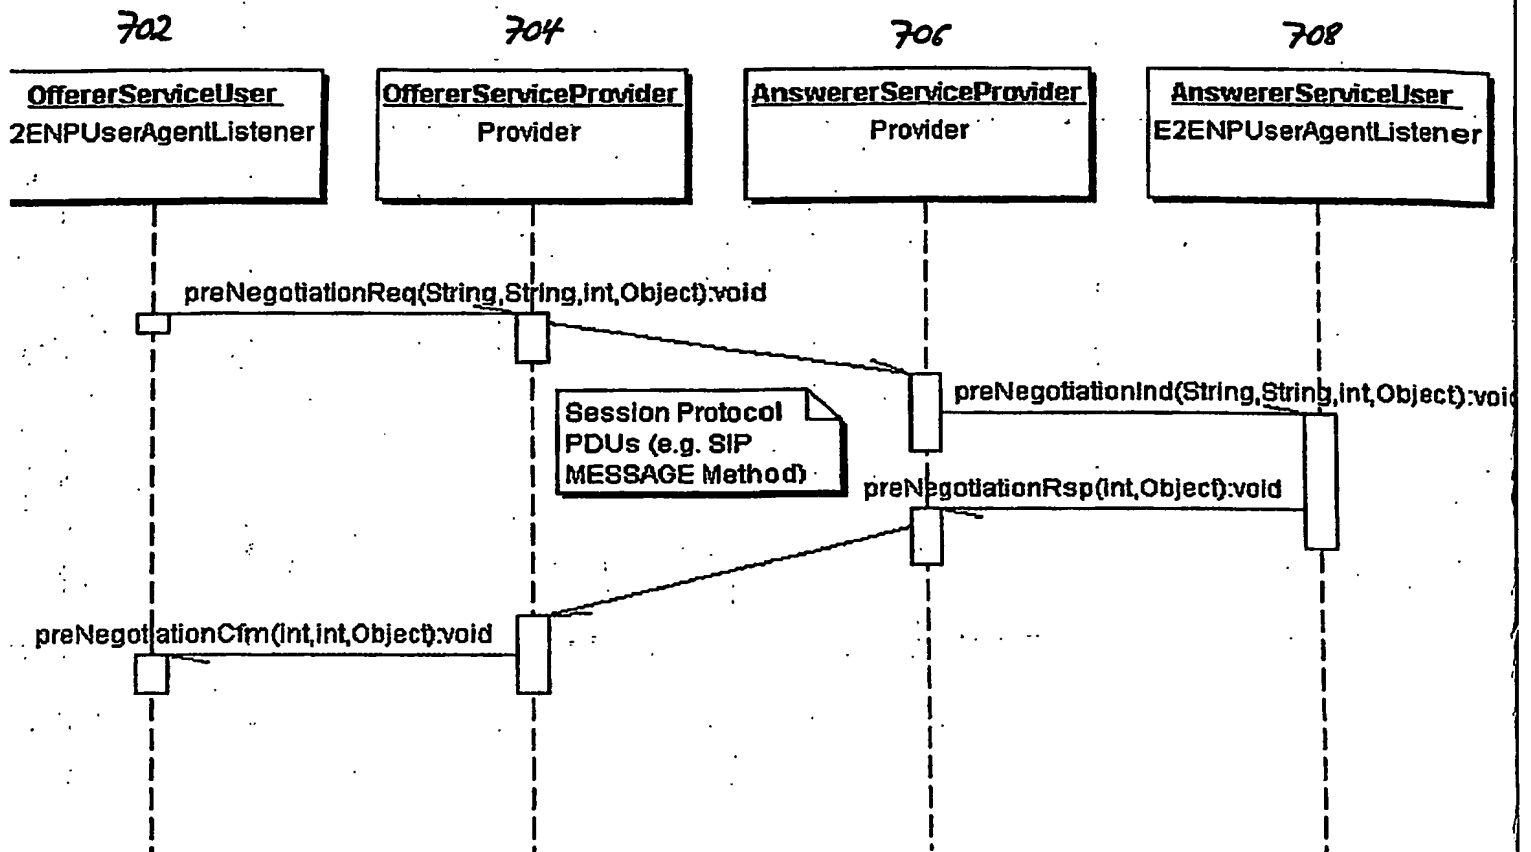 702 704 706 708
OffererServiceUser OffererServiceProvider AnswererServiceProvider AnswererServiceUser
2ENPUserAgentListener Provider Provider E2ENPUserAgentListener
preNegotiationReq(String,String,int,Object):void
preNegotiationInd(String,String,int,Object):void
Session Protocol
PDUs (e.g. SIP
MESSAGE Method)
preNegotiationRsp(int,Object):void
preNegotiationCfm(int,int,Object):void